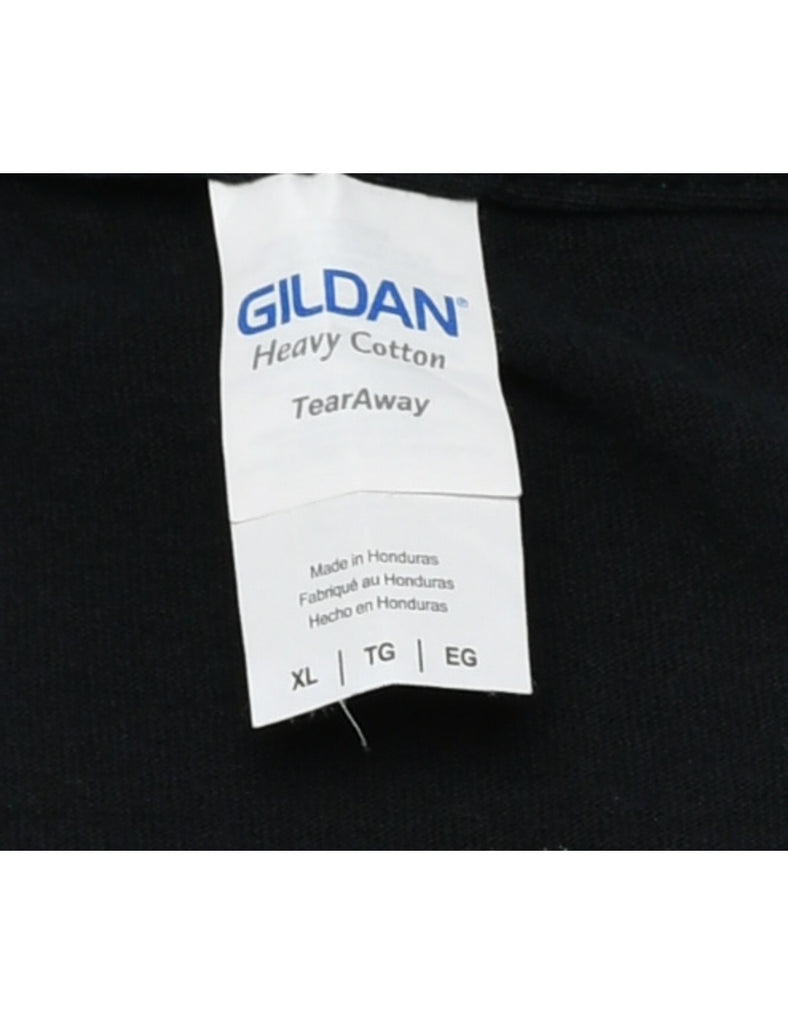 GILDAN®
Heavy Cotton
TearAway
Made in Honduras
Fabriqué au Honduras
Hecho en Honduras
XL | TG | EG